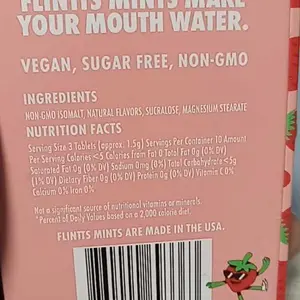 FLINTTS MINTS MAKE
YOUR MOUTH WATER.
VEGAN, SUGAR FREE, NON-GMO
INGREDIENTS
NON GMO ISOMALT, NATURAL FLAVORS, SUCRALOSE, MAGNESIUM STEARATE
NUTRITION FACTS
Serving Size 3 Tablets (approx. 1.5g) Servings Per Container 10 Amount
Per Serving Calories <5 Calories from Fat 0 Total Fat 0g (0% DV)
Saturated Fat 0g (0% DV) Sodium 0mg (0% DV) Total Carbohydrate <5g
(1% DV) Dietary Fiber 0g (0% DV) Protein 0g (0% DV) Vitamin C 0%
Calcium 0% Iron 0%
Not a significant source of nutritional vitamins or minerals.
*Percent of Daily Values based on a 2,000 calorie diet.
FLINTTS MINTS ARE MADE IN THE USA.